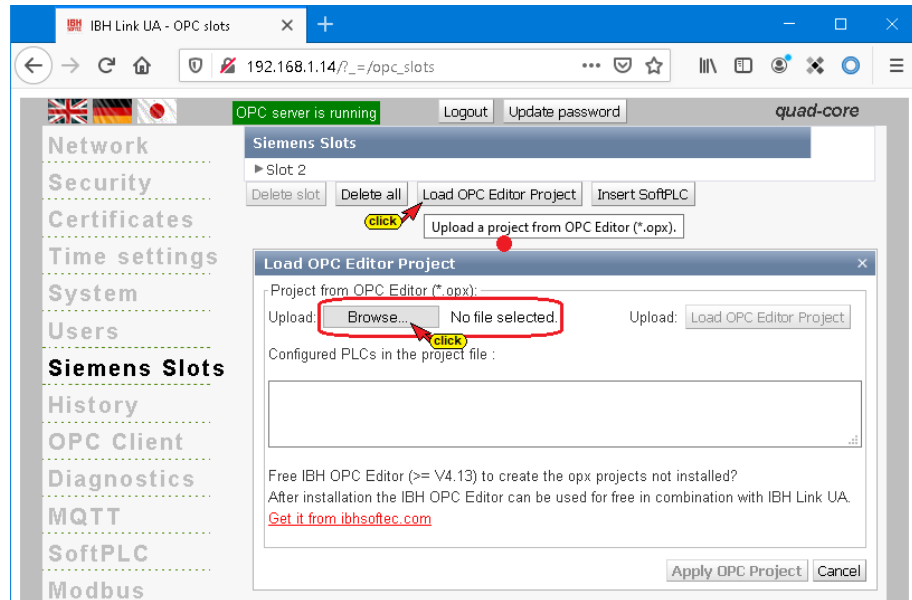 IBH Link UA - OPC slots
192.168.1.14/?_=/opc_slots
OPC server is running Logout Update password quad-core
Network
Security
Certificates
Time settings
System
Users
Siemens Slots
History
OPC Client
Diagnostics
MQTT
SoftPLC
Modbus
Siemens Slots
Slot 2
Delete slot Delete all Load OPC Editor Project Insert SoftPLC
click
Upload a project from OPC Editor (*.opx).
Load OPC Editor Project
Project from OPC Editor (*.opx):
Upload: Browse... No file selected. Upload: Load OPC Editor Project
click
Configured PLCs in the project file :
Free IBH OPC Editor (>= V4.13) to create the opx projects not installed?
After installation the IBH OPC Editor can be used for free in combination with IBH Link UA.
Get it from ibhsoftec.com
Apply OPC Project Cancel